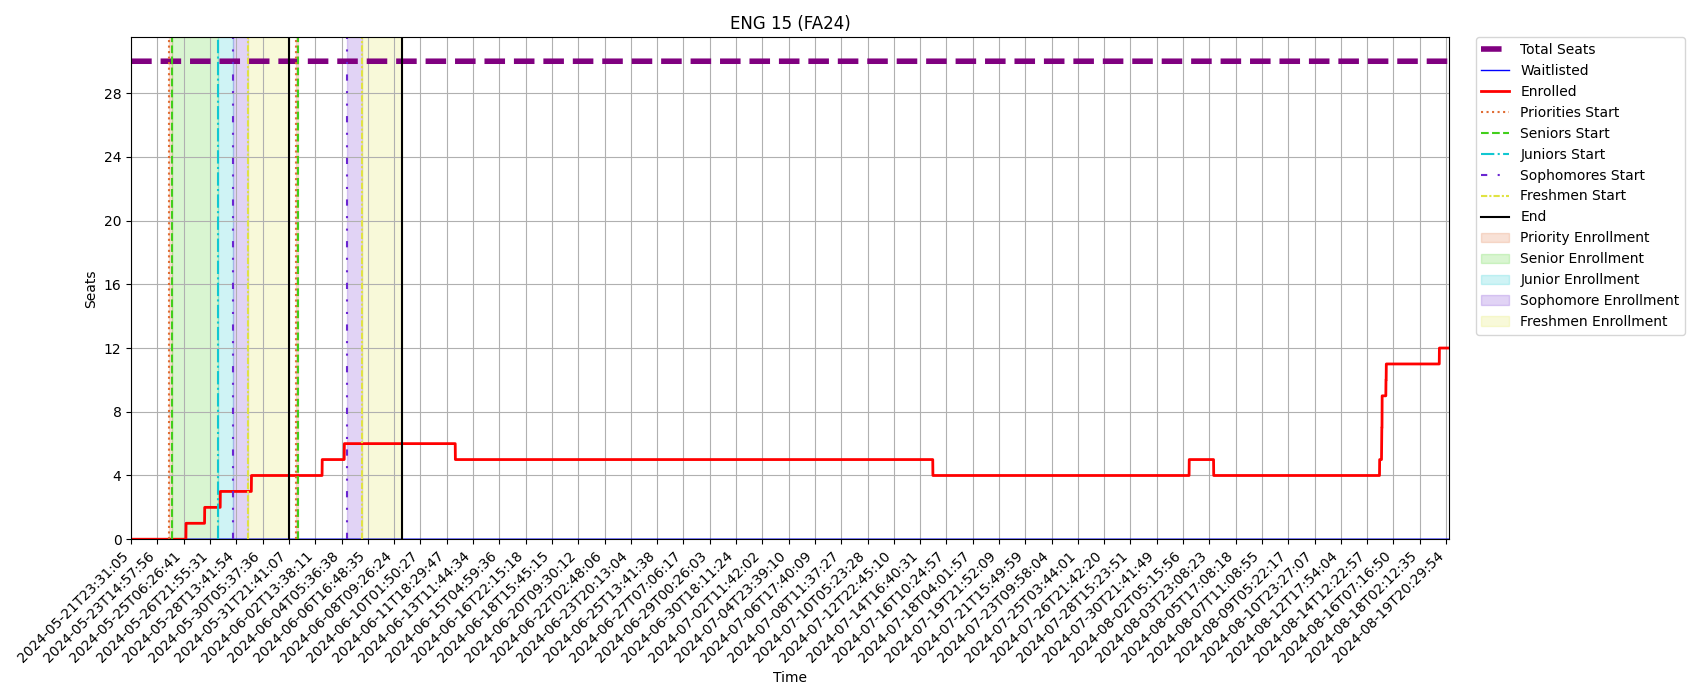 ENG 15 (FA24)
Seats
28
24
20
16
12
8
4
0
2024-05-21T23:31:05
2024-05-23T14:57:56
2024-05-25T06:26:41
2024-05-26T21:55:31
2024-05-28T13:41:54
2024-05-30T05:37:36
2024-05-31T21:41:07
2024-06-02T13:38:11
2024-06-04T05:36:38
2024-06-06T16:48:35
2024-06-08T09:26:24
2024-06-10T01:50:27
2024-06-11T18:29:47
2024-06-13T11:44:34
2024-06-15T04:59:36
2024-06-16T22:15:18
2024-06-18T15:45:15
2024-06-20T09:30:12
2024-06-22T02:48:06
2024-06-23T20:13:04
2024-06-25T13:41:38
2024-06-27T07:06:17
2024-06-29T00:26:03
2024-06-30T18:11:24
2024-07-02T11:42:02
2024-07-04T23:39:10
2024-07-06T17:40:09
2024-07-08T11:37:27
2024-07-10T05:23:28
2024-07-12T22:45:10
2024-07-14T16:40:31
2024-07-16T10:24:57
2024-07-18T04:01:57
2024-07-19T21:52:09
2024-07-21T15:49:59
2024-07-23T09:58:04
2024-07-25T03:44:01
2024-07-26T21:42:20
2024-07-28T15:23:51
2024-07-30T21:41:49
2024-08-02T05:15:56
2024-08-03T23:08:23
2024-08-05T17:08:18
2024-08-07T11:08:55
2024-08-09T05:22:17
2024-08-10T23:27:07
2024-08-12T17:54:04
2024-08-14T12:22:57
2024-08-16T07:16:50
2024-08-18T02:12:35
2024-08-19T20:29:54
Time
Total Seats
Waitlisted
Enrolled
Priorities Start
Seniors Start
Juniors Start
Sophomores Start
Freshmen Start
End
Priority Enrollment
Senior Enrollment
Junior Enrollment
Sophomore Enrollment
Freshmen Enrollment